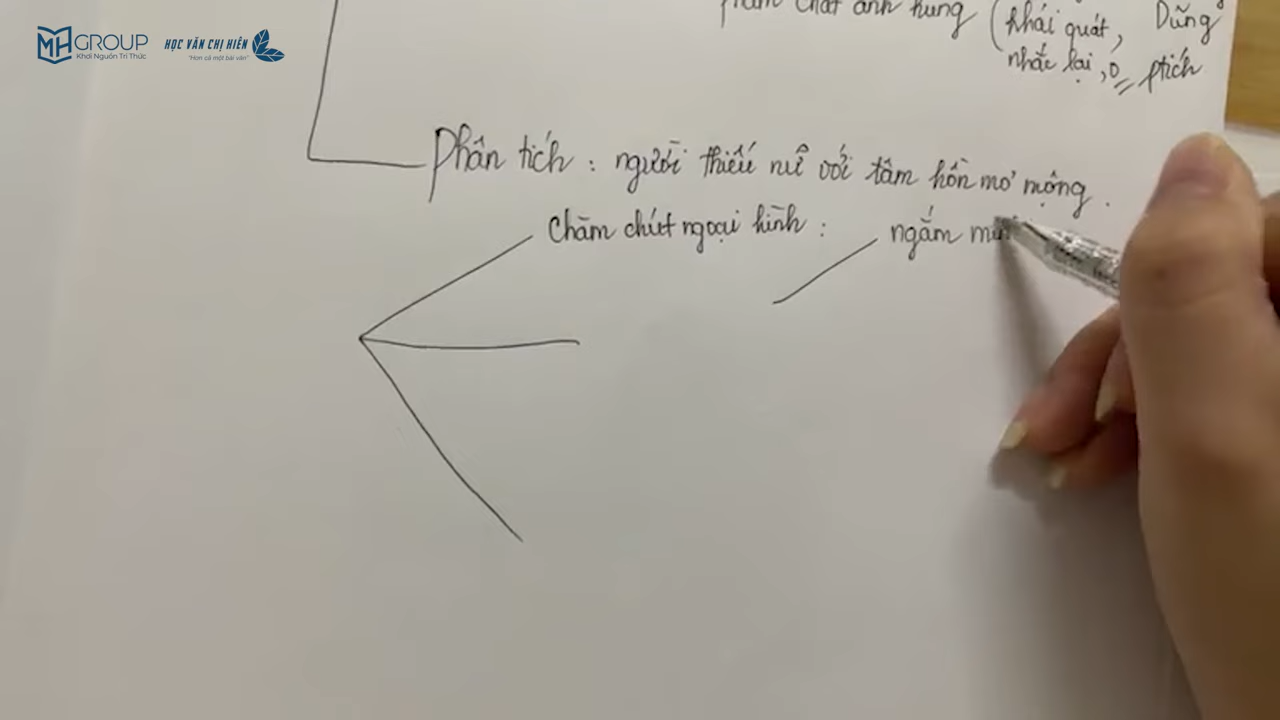 MH GROUP
Khơi Nguồn Tri Thức
HỌC VĂN CHỊ HIÊN
"Hơn cả một bài văn"
phẩm chất anh hùng (khái quát, Dũng
nhắc lại, ptích
Phân tích : người thiếu nữ với tâm hồn mơ mộng.
Chăm chút ngoại hình : ngắm mìn